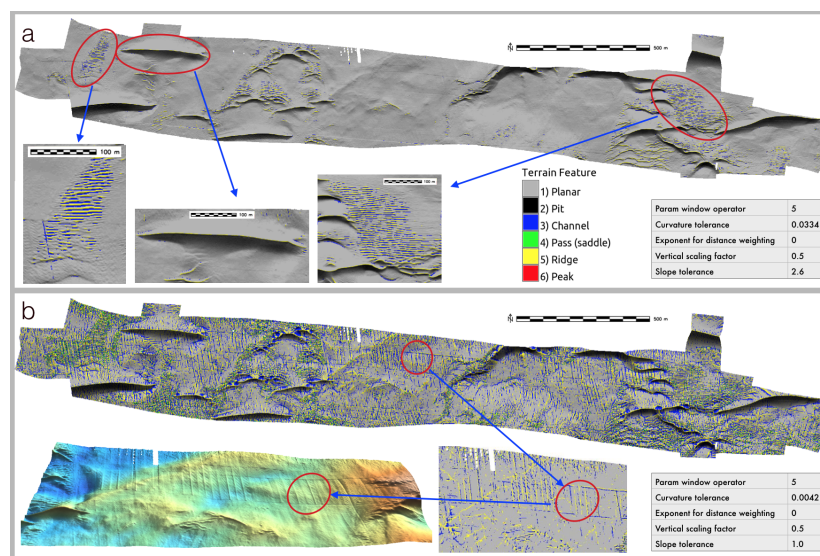 a
N
500 m
100 m
100 m
100 m
Terrain Feature
1) Planar
2) Pit
3) Channel
4) Pass (saddle)
5) Ridge
6) Peak
Param window operator 5
Curvature tolerance 0.0334
Exponent for distance weighting 0
Vertical scaling factor 0.5
Slope tolerance 2.6
b
N
500 m
Param window operator 5
Curvature tolerance 0.0042
Exponent for distance weighting 0
Vertical scaling factor 0.5
Slope tolerance 1.0